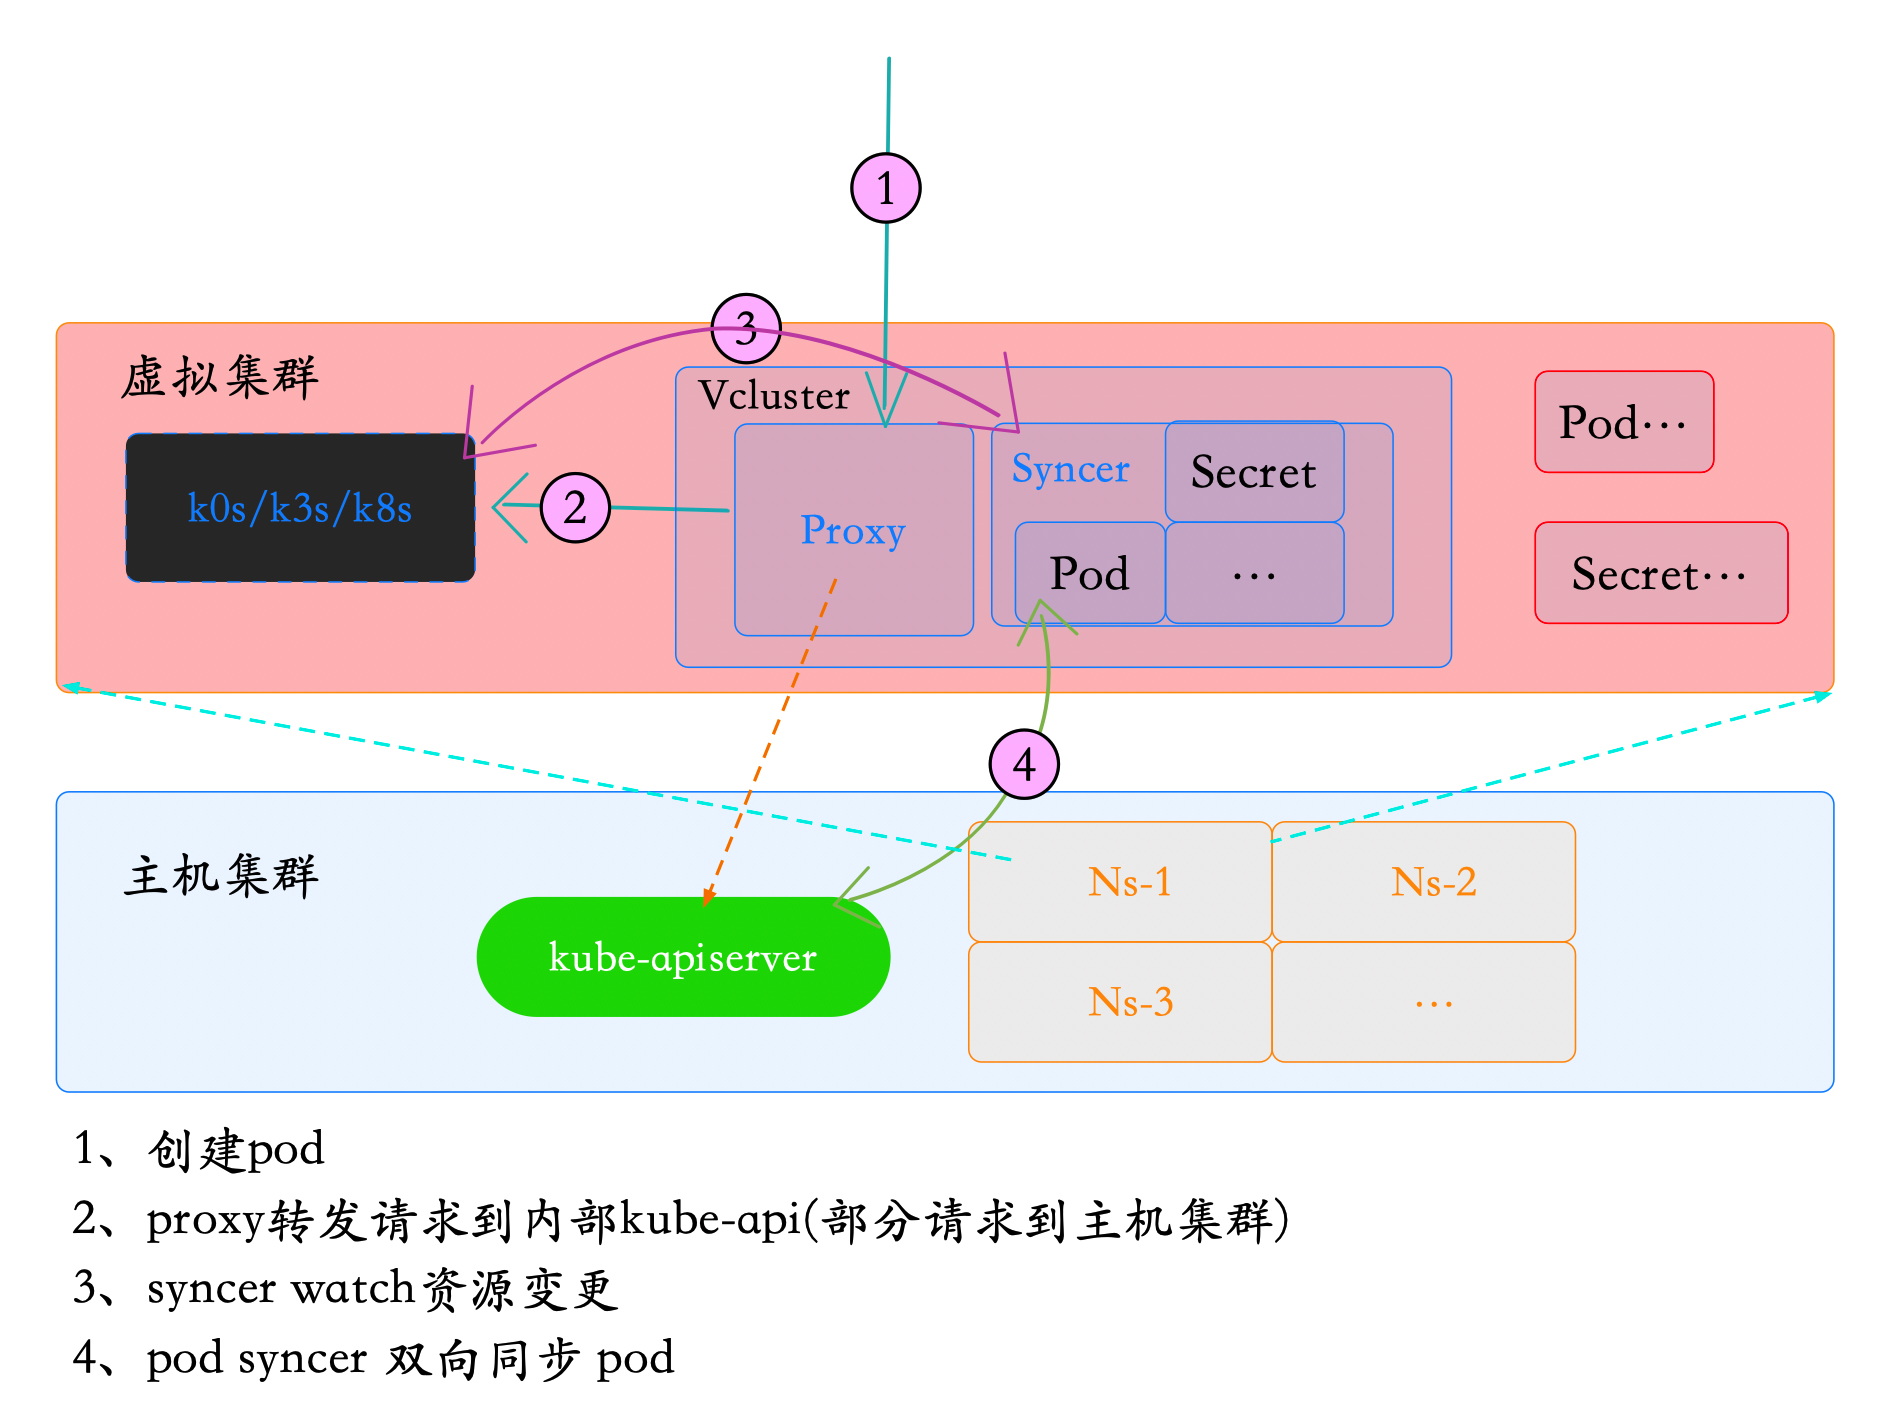 1
3
虚拟集群
Vcluster
Pod…
k0s/k3s/k8s
2
Proxy
Syncer
Secret
Pod
…
Secret…
4
主机集群
kube-apiserver
Ns-1
Ns-2
Ns-3
…
1、创建pod
2、proxy转发请求到内部kube-api(部分请求到主机集群)
3、syncer watch资源变更
4、pod syncer 双向同步 pod